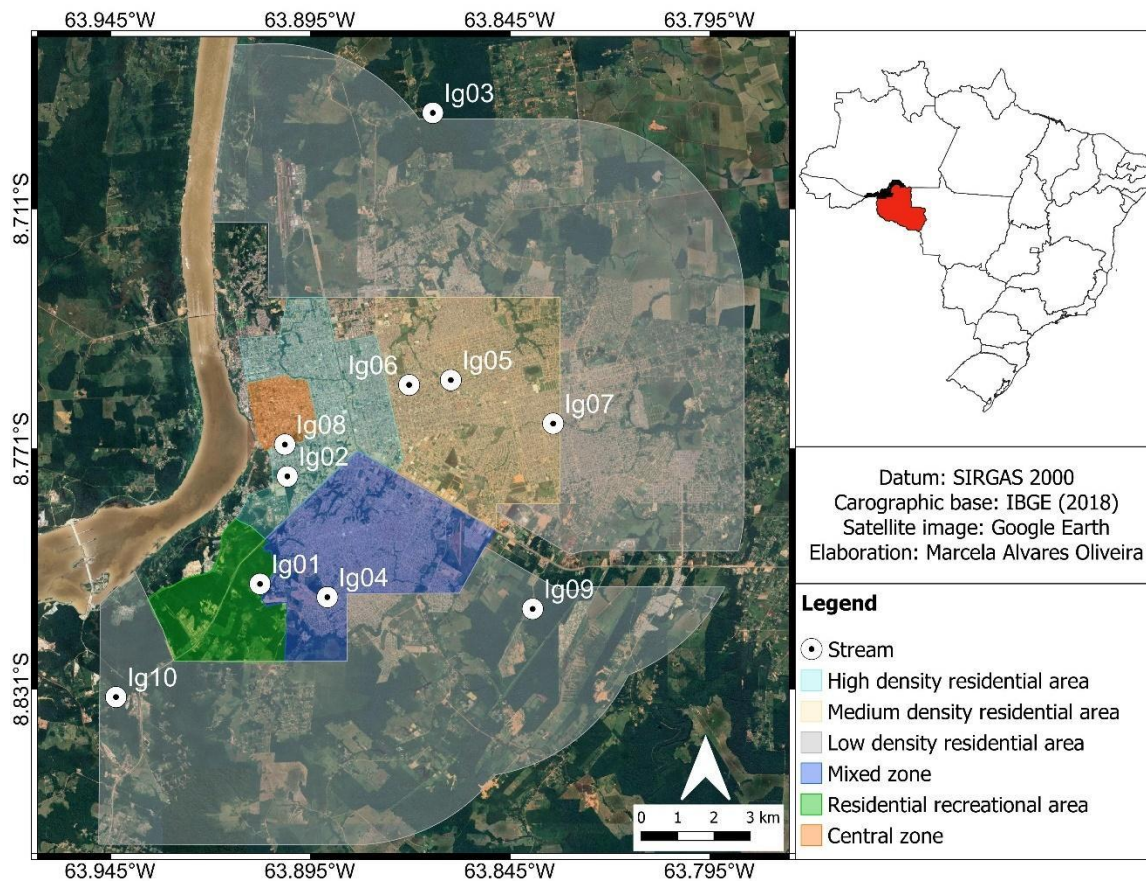 63.945°W 63.895°W 63.845°W 63.795°W
8.711°S
8.771°S
8.831°S
Ig03
Ig06
Ig05
Ig07
Ig08
Ig02
Ig01
Ig04
Ig09
Ig10
0 1 2 3 km
63.945°W 63.895°W 63.845°W 63.795°W
Datum: SIRGAS 2000
Carographic base: IBGE (2018)
Satellite image: Google Earth
Elaboration: Marcela Alvares Oliveira
Legend
Stream
High density residential area
Medium density residential area
Low density residential area
Mixed zone
Residential recreational area
Central zone